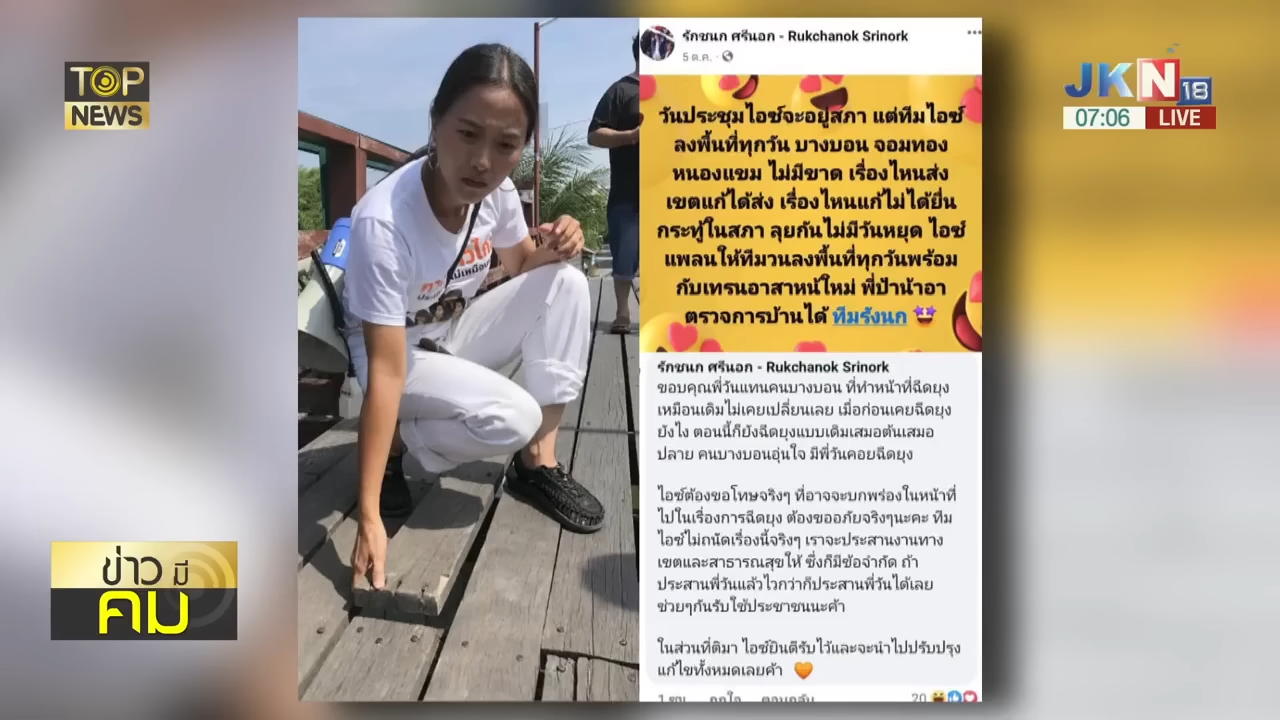 TOP
NEWS
ข่าวมี
คม
รักชนก ศรีนอก - Rukchanok Srinork
5 ต.ค.
วันประชุมไอซ์จะอยู่สภา แต่ทีมไอซ์
ลงพื้นที่ทุกวัน บางบอน จอมทอง
หนองแขม ไม่มีขาด เรื่องไหนส่ง
เขตแก้ได้ส่ง เรื่องไหนแก้ไม่ได้ยื่น
กระทู้ในสภา ลุยกันไม่มีวันหยุด ไอซ์
แพลนให้ทีมวนลงพื้นที่ทุกวันพร้อม
กับเทรนอาสาหน้ใหม่ พี่ป้าน้าอา
ตรวจการบ้านได้ ทีมรังนก
รักชนก ศรีนอก - Rukchanok Srinork
ขอบคุณพี่วันแทนคนบางบอน ที่ทำหน้าที่ฉีดยุง
เหมือนเดิมไม่เคยเปลี่ยนเลย เมื่อก่อนเคยฉีดยุง
ยังไง ตอนนี้ก็ยังฉีดยุงแบบเดิมเสมอต้นเสมอ
ปลาย คนบางบอนอุ่นใจ มีพี่วันคอยฉีดยุง
ไอซ์ต้องขอโทษจริงๆ ที่อาจจะบกพร่องในหน้าที่
ไปในเรื่องการฉีดยุง ต้องขออภัยจริงๆนะคะ ทีม
ไอซ์ไม่ถนัดเรื่องนี้จริงๆ เราจะประสานงานทาง
เขตและสาธารณสุขให้ ซึ่งก็มีข้อจำกัด ถ้า
ประสานพี่วันแล้วไวกว่าก็ประสานพี่วันได้เลย
ช่วยๆกันรับใช้ประชาชนนะค้า
ในส่วนที่ติมา ไอซ์ยินดีรับไว้และจะนำไปปรับปรุง
แก้ไขทั้งหมดเลยค้า
20
JKN 18
07:06 LIVE